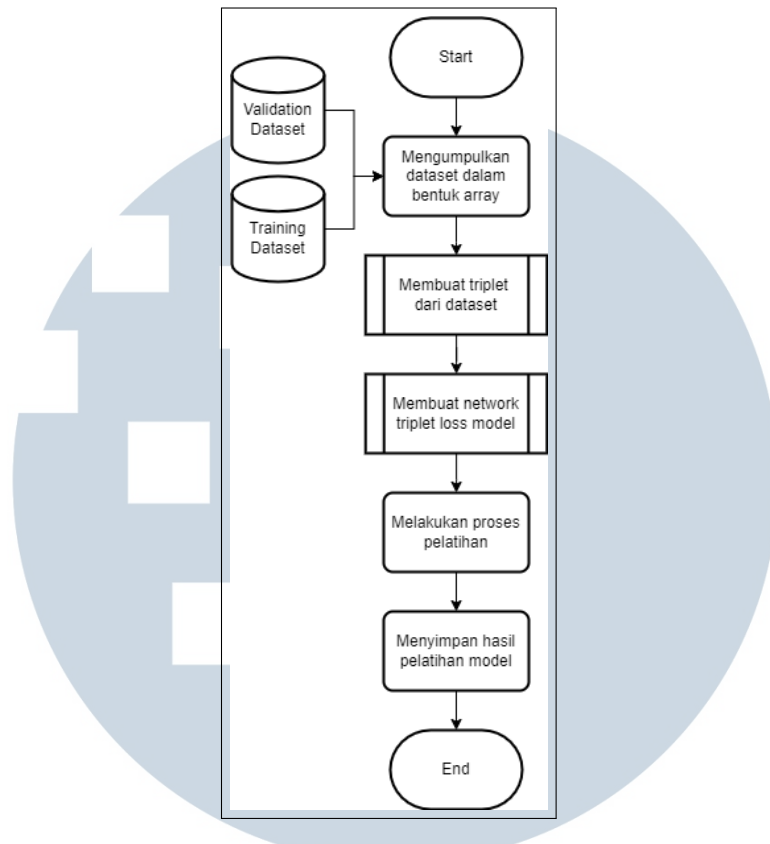 Start
Validation
Dataset
Mengumpulkan
dataset dalam
bentuk array
Training
Dataset
Membuat triplet
dari dataset
Membuat network
triplet loss model
Melakukan proses
pelatihan
Menyimpan hasil
pelatihan model
End